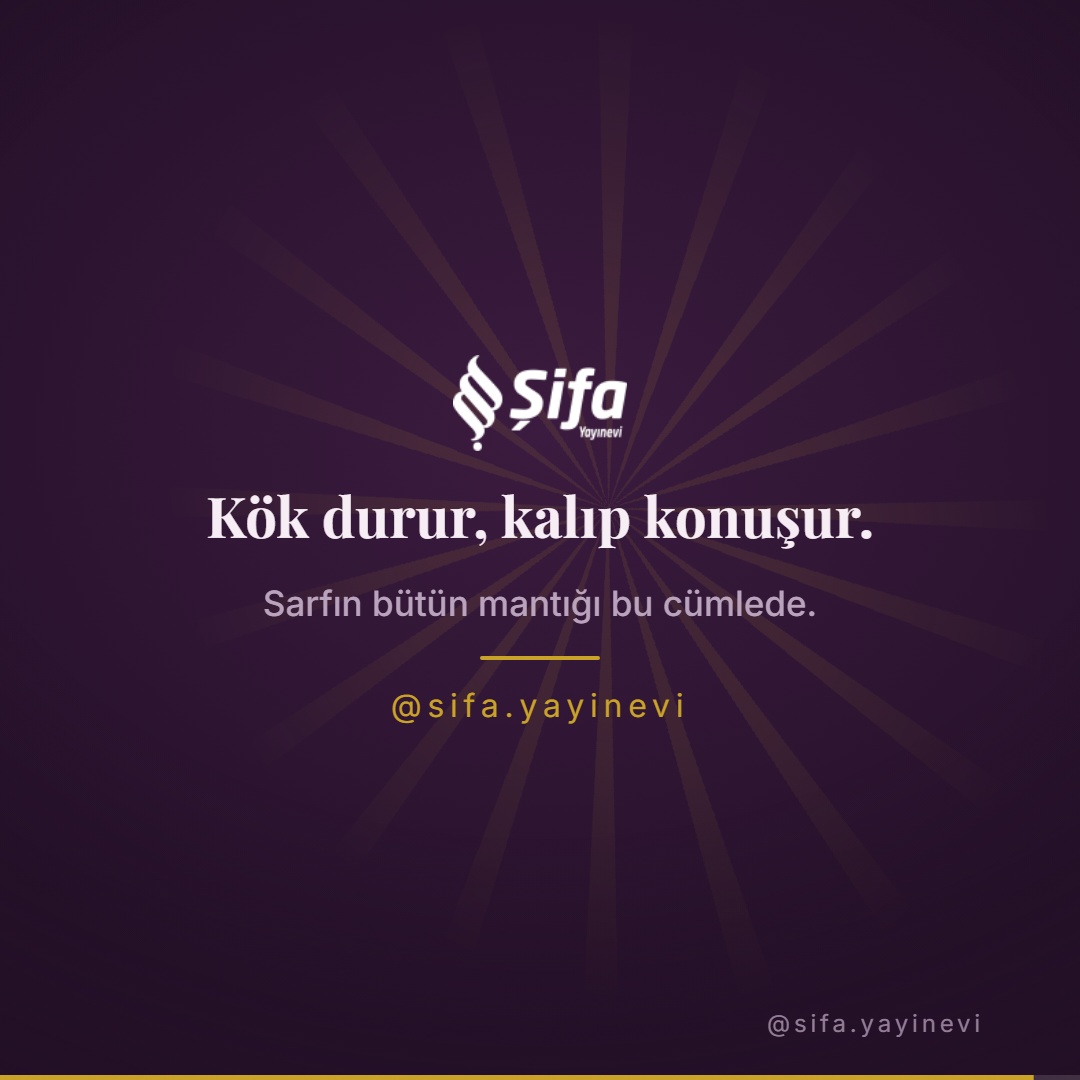 Şifa
Yayınevi
Kök durur, kalıp konuşur.
Sarfın bütün mantığı bu cümlede.
@sifa.yayinevi
@sifa.yayinevi